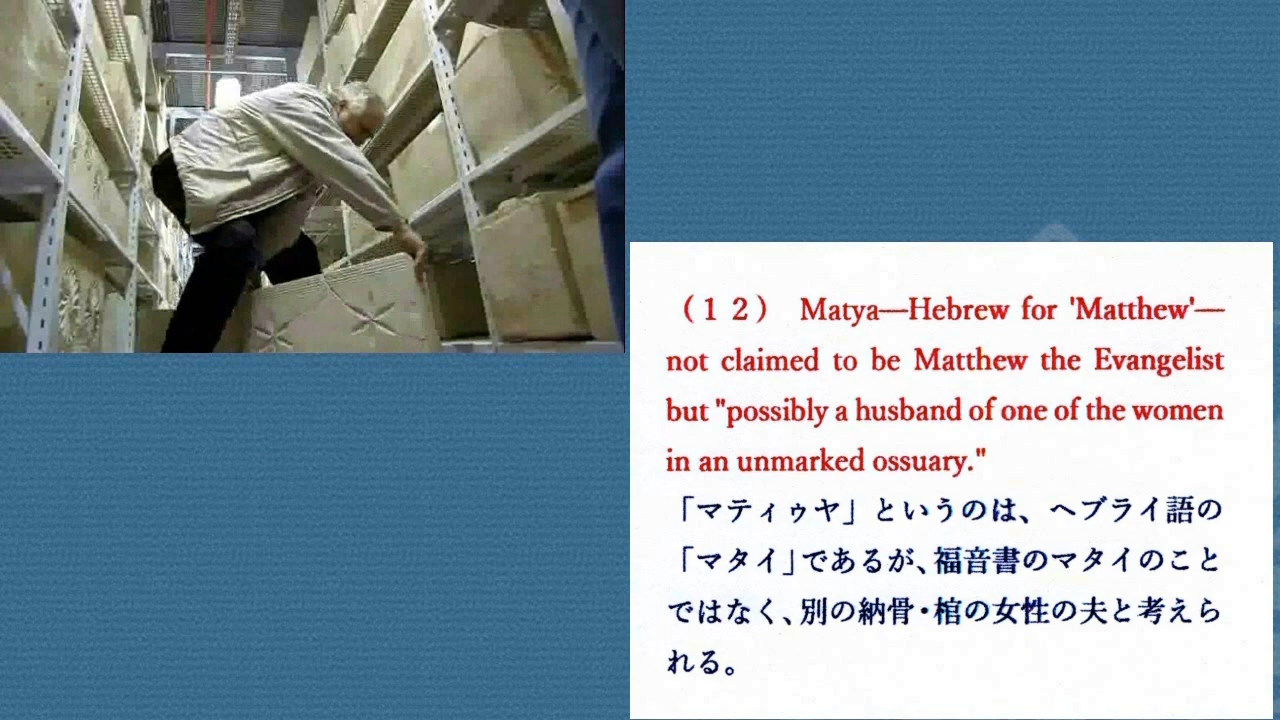 （１２） Matya—Hebrew for 'Matthew'—
not claimed to be Matthew the Evangelist
but "possibly a husband of one of the women
in an unmarked ossuary."
「マティゥヤ」というのは、ヘブライ語の
「マタイ」であるが、福音書のマタイのこと
ではなく、別の納骨・棺の女性の夫と考えら
れる。